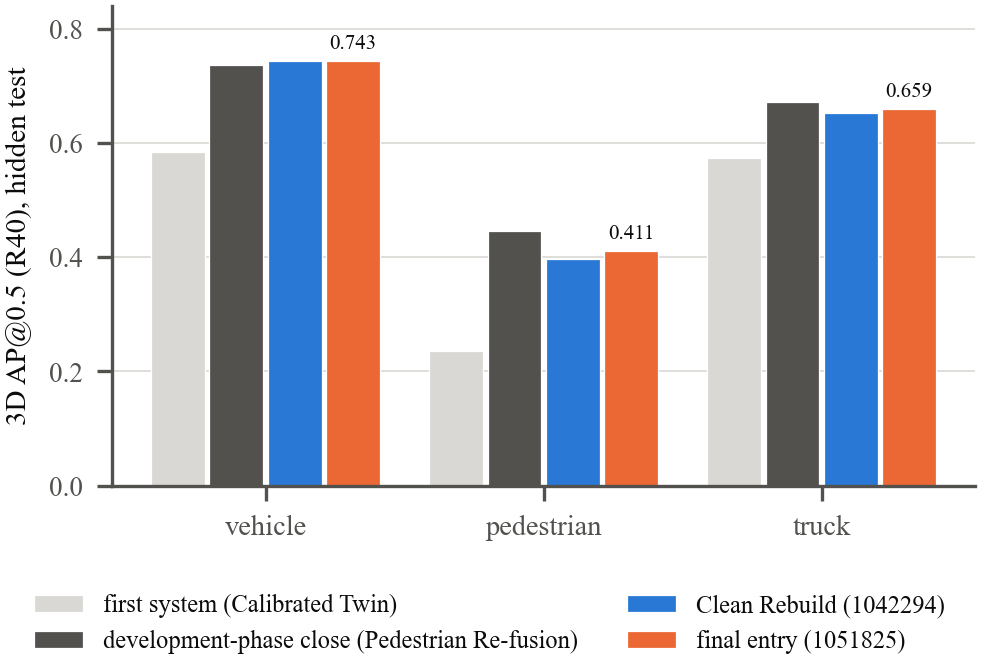 3D AP@0.5 (R40), hidden test
0.8
0.6
0.4
0.2
0.0
0.743
0.411
0.659
vehicle pedestrian truck
first system (Calibrated Twin)
development-phase close (Pedestrian Re-fusion)
Clean Rebuild (1042294)
final entry (1051825)